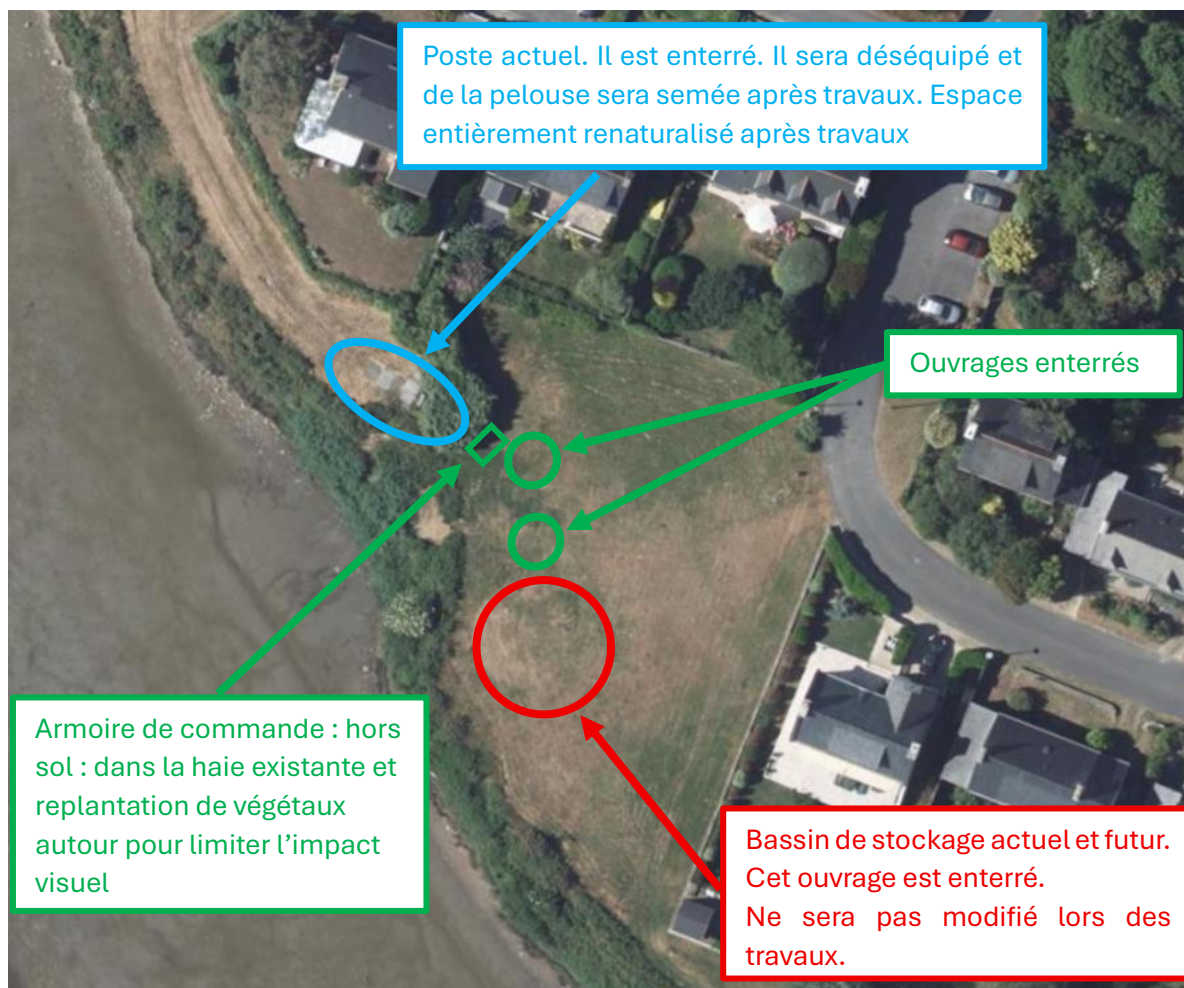 Poste actuel. Il est enterré. Il sera déséquipé et
de la pelouse sera semée après travaux. Espace
entièrement renaturalisé après travaux
Ouvrages enterrés
Armoire de commande : hors
sol : dans la haie existante et
replantation de végétaux
autour pour limiter l’impact
visuel
Bassin de stockage actuel et futur.
Cet ouvrage est enterré.
Ne sera pas modifié lors des
travaux.